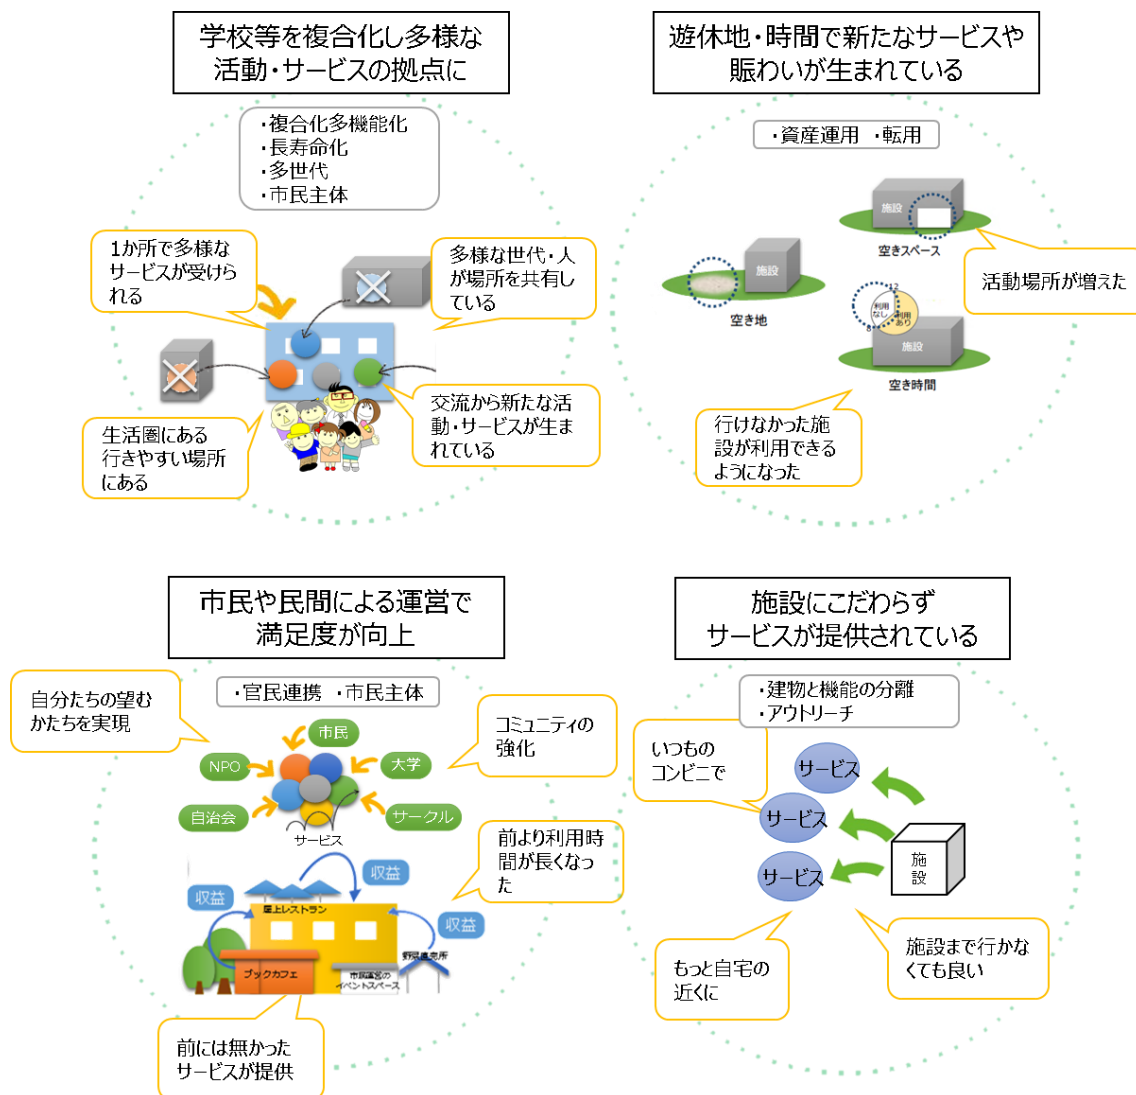 学校等を複合化し多様な
活動・サービスの拠点に
・複合化多機能化
・長寿命化
・多世代
・市民主体
1か所で多様な
サービスが受けら
れる
多様な世代・人
が場所を共有し
ている
生活圏にある
行きやすい場所
にある
交流から新たな活
動・サービスが生ま
れている
遊休地・時間で新たなサービスや
賑わいが生まれている
・資産運用 ・転用
施設
空きスペース
施設
空き地
活動場所が増えた
12
利用
なし
利用
あり
8
施設
空き時間
行けなかった施
設が利用できる
ようになった
市民や民間による運営で
満足度が向上
・官民連携 ・市民主体
自分たちの望む
かたちを実現
コミュニティの
強化
市民
NPO
大学
自治会
サークル
サービス
前より利用時
間が長くなっ
た
収益
収益
収益
屋上レストラン
ブックカフェ
市民運営の
イベントスペース
野菜直売所
前には無かった
サービスが提供
施設にこだわらず
サービスが提供されている
・建物と機能の分離
・アウトリーチ
いつもの
コンビニで
サービス
サービス
サービス
施
設
もっと自宅の
近くに
施設まで行かな
くても良い